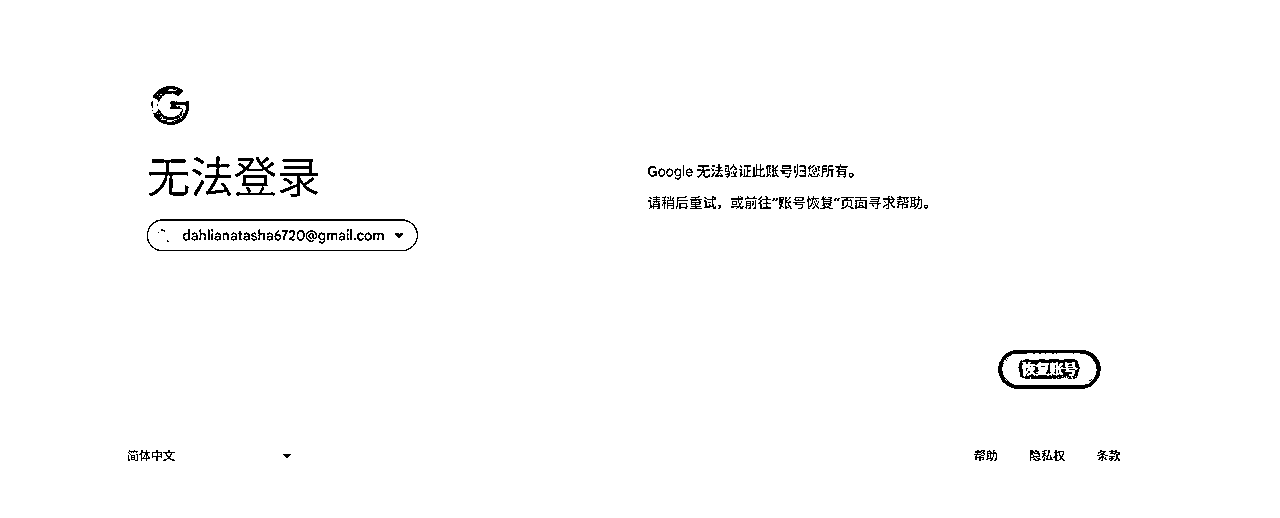 无法登录
dahlianatasha6720@gmail.com
Google 无法验证此账号归您所有。
请稍后重试，或前往“账号恢复”页面寻求帮助。
恢复账号
简体中文
帮助 隐私权 条款